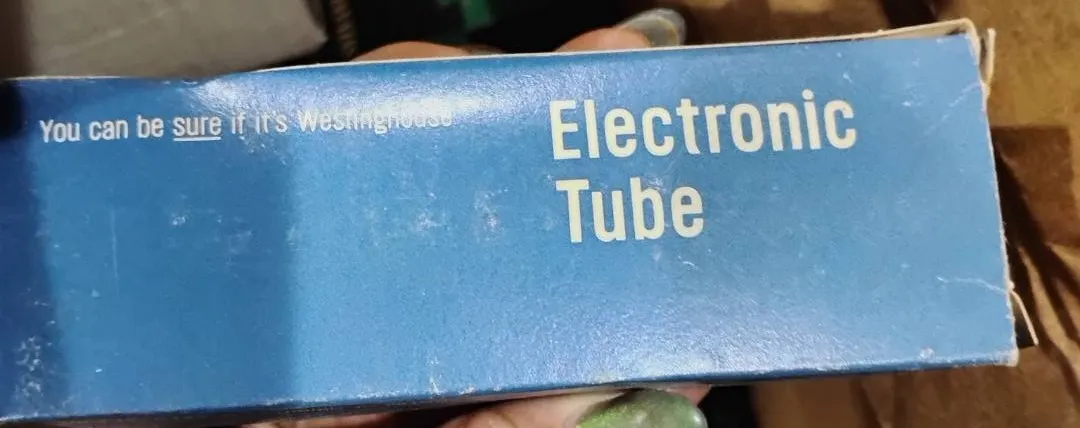 You can be sure if it's Westinghouse
Electronic
Tube